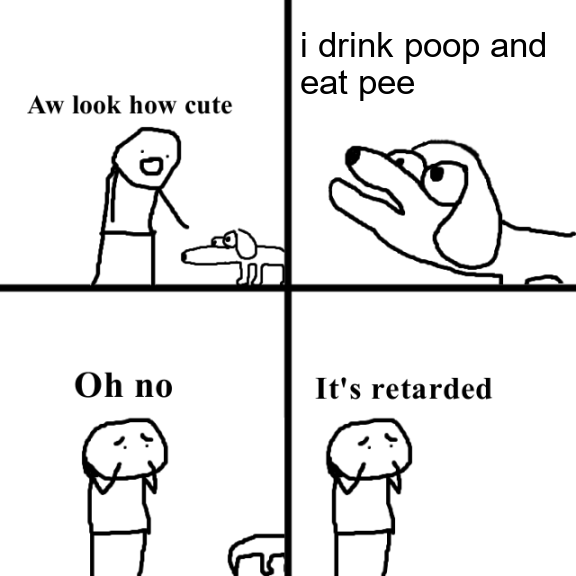 Aw look how cute
i drink poop and
eat pee
Oh no
It's retarded